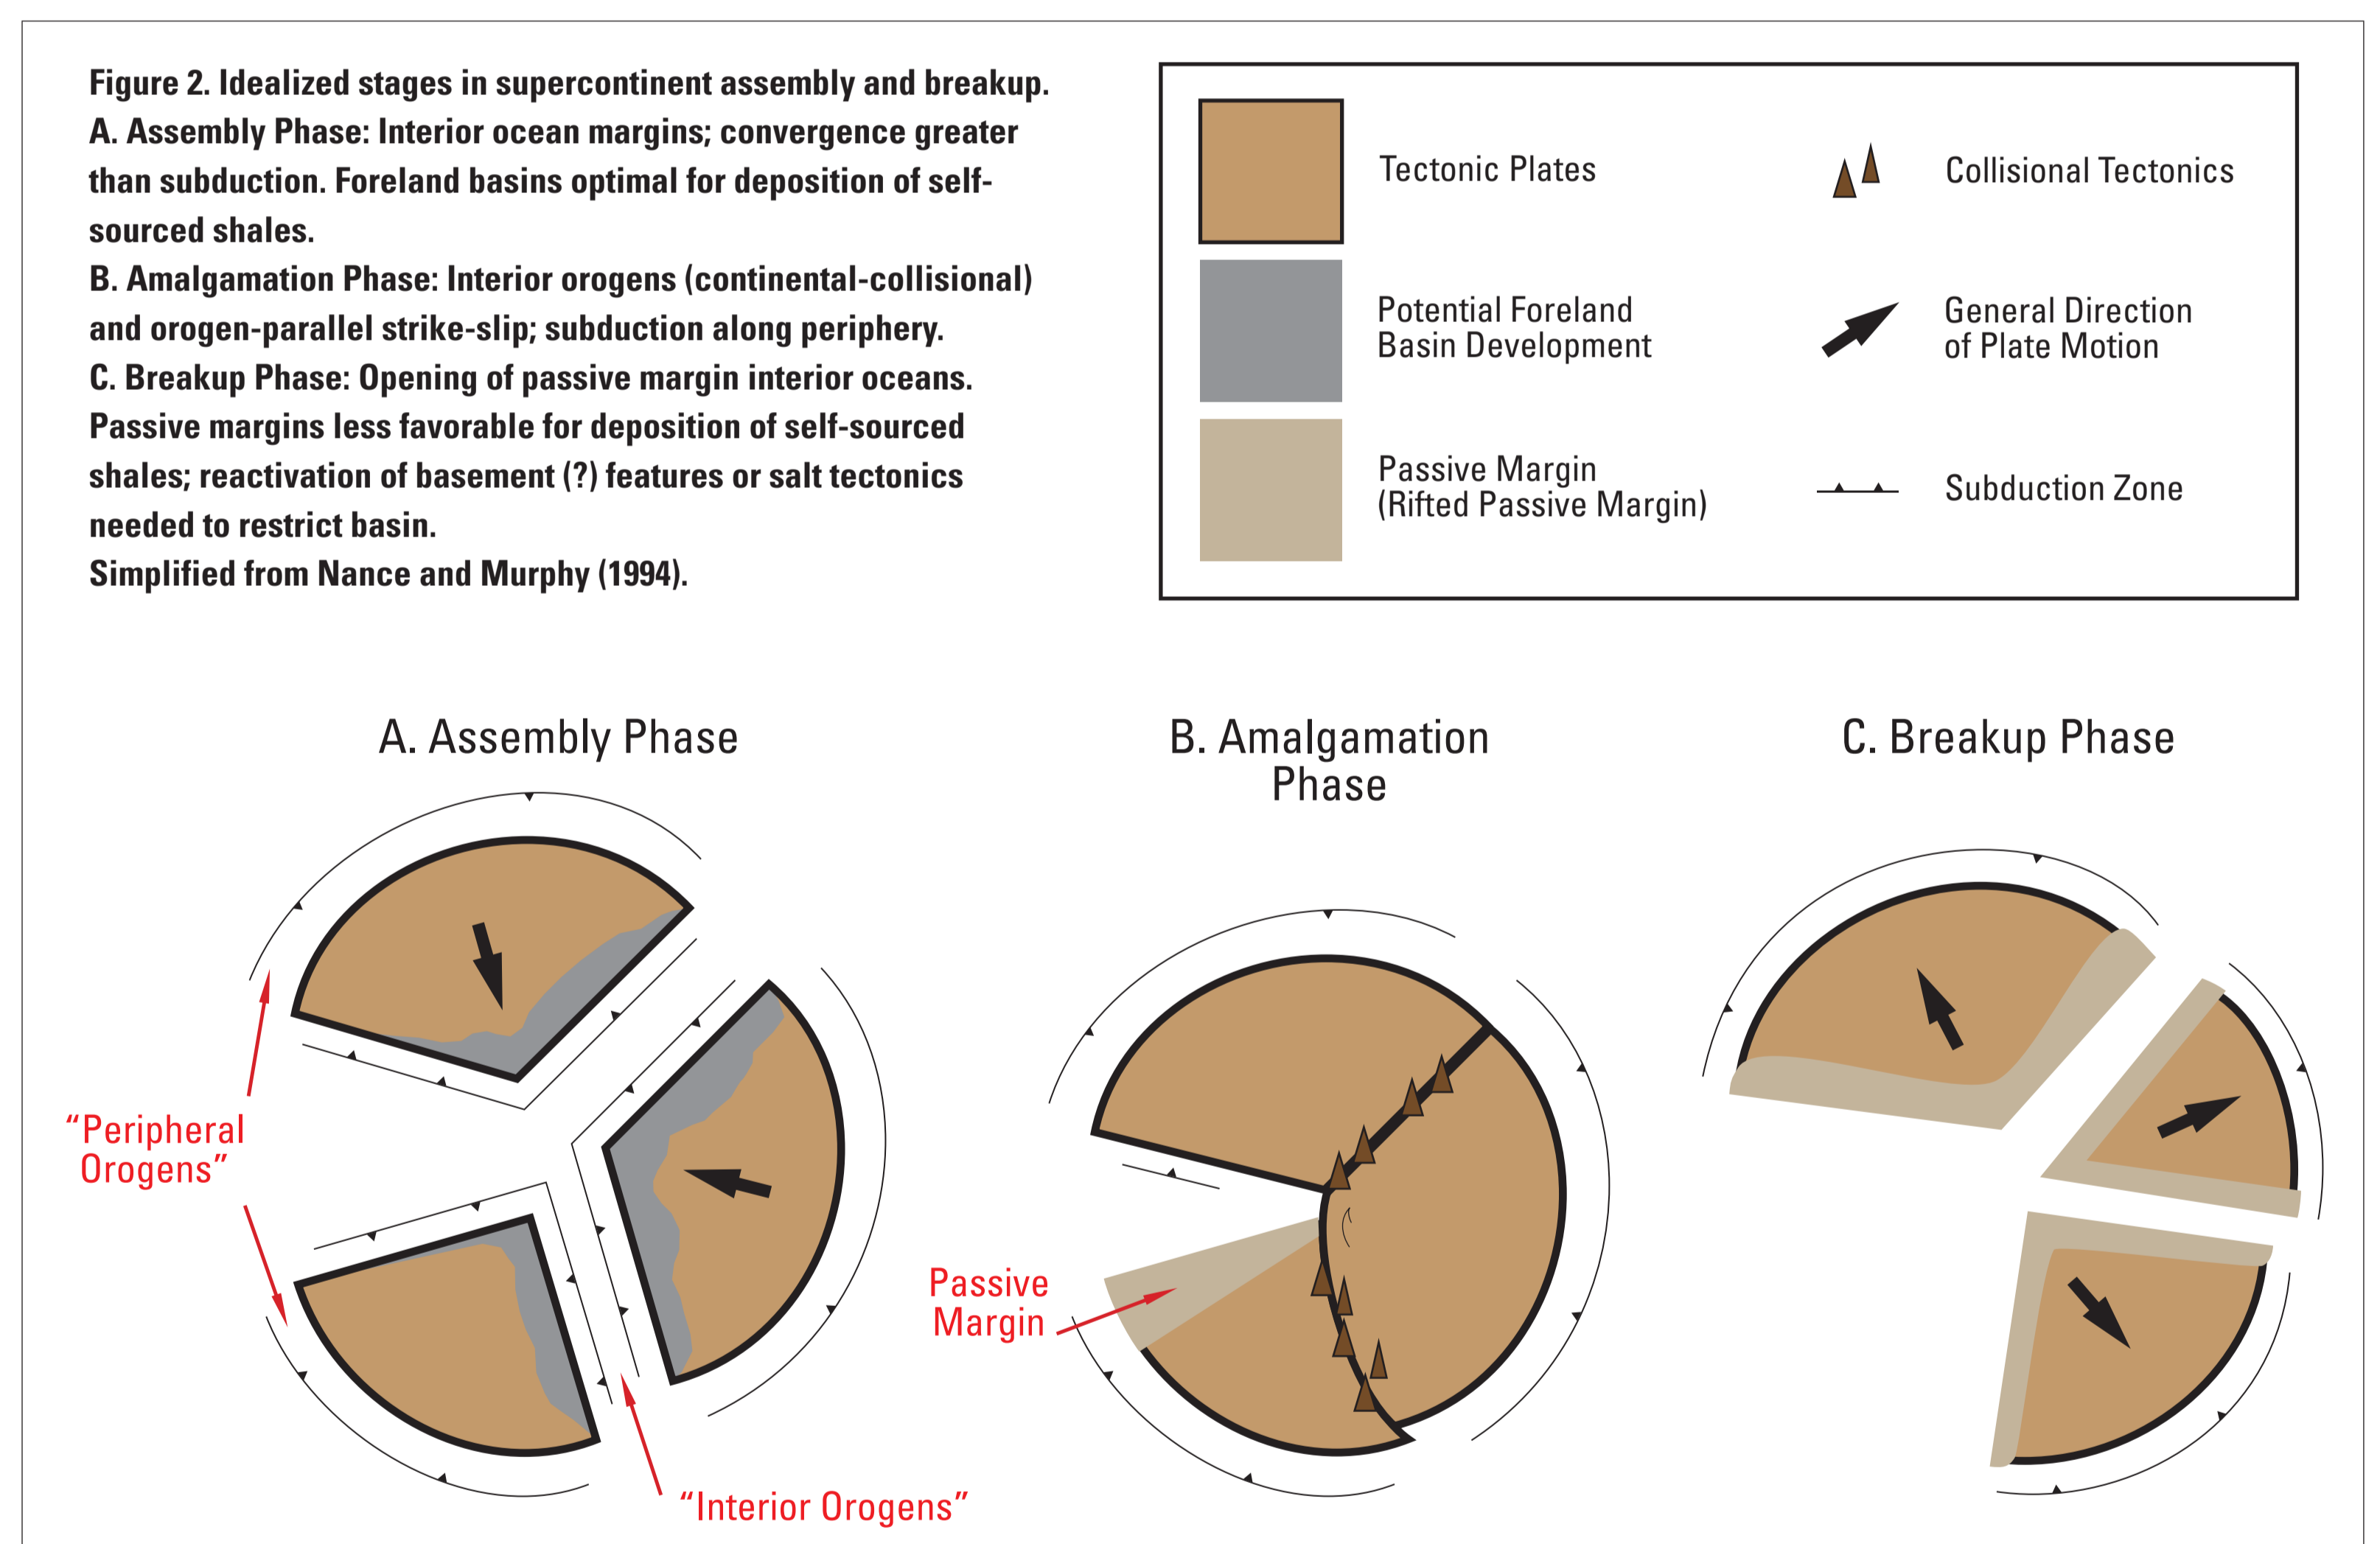 Figure 2. Idealized stages in supercontinent assembly and breakup.
A. Assembly Phase: Interior ocean margins; convergence greater
than subduction. Foreland basins optimal for deposition of self-
sourced shales.
B. Amalgamation Phase: Interior orogens (continental-collisional)
and orogen-parallel strike-slip; subduction along periphery.
C. Breakup Phase: Opening of passive margin interior oceans.
Passive margins less favorable for deposition of self-sourced
shales; reactivation of basement (?) features or salt tectonics
needed to restrict basin.
Simplified from Nance and Murphy (1994).
Tectonic Plates
Collisional Tectonics
Potential Foreland
Basin Development
General Direction
of Plate Motion
Passive Margin
(Rifted Passive Margin)
Subduction Zone
A. Assembly Phase
B. Amalgamation
Phase
C. Breakup Phase
“Peripheral
Orogens”
Passive
Margin
“Interior Orogens”